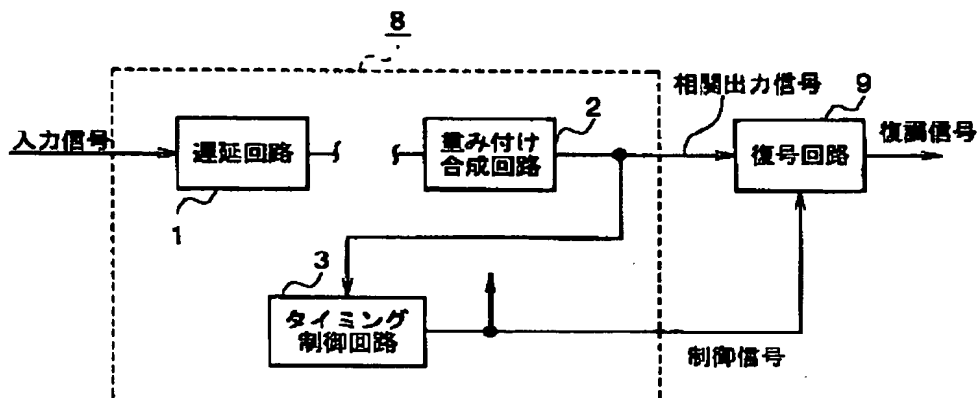 8
相関出力信号
9
入力信号
遅延回路
重み付け
合成回路
2
復号回路
復調信号
1
3
タイミング
制御回路
制御信号